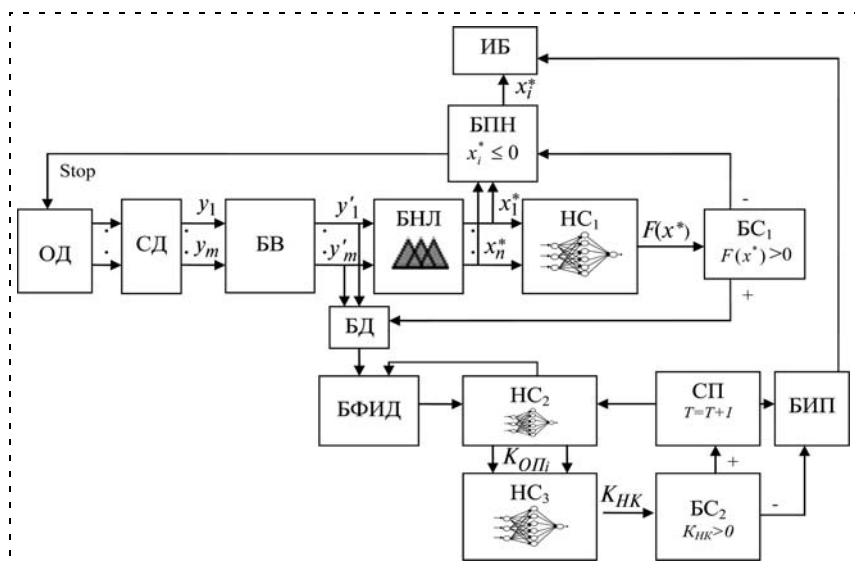 ИБ
x*i
БПН
x*i ≤ 0
Stop
-
y1
y'1
БНЛ
x*1
НС1
БС1
F(x*)
F(x*)>0
ОД
СД
БВ
ym
y'm
x*n
+
БД
БФИД
НС2
СП
T=T+1
БИП
KОПi
+
НС3
KНК
БС2
KНК>0
-